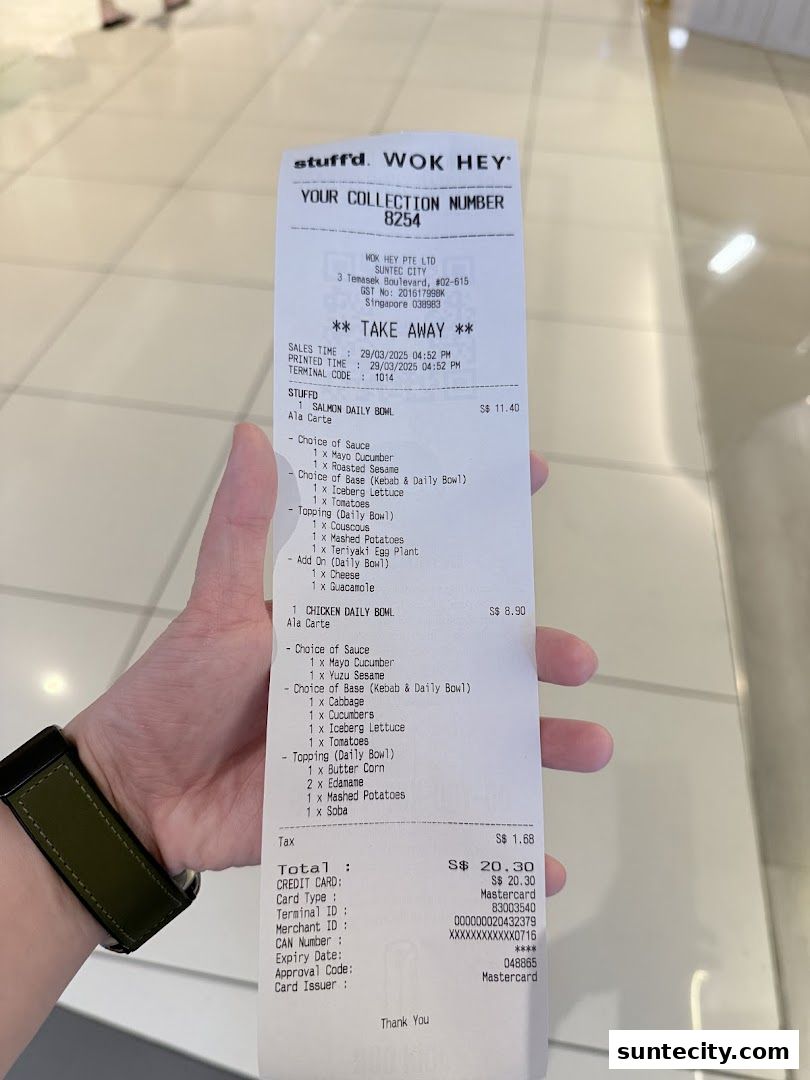 stuff'd. WOK HEY®
YOUR COLLECTION NUMBER
8254
WOK HEY PTE LTD
SUNTEC CITY
3 Temasek Boulevard, #02-615
GST No: 201617998K
Singapore 038983
** TAKE AWAY **
SALES TIME : 29/03/2025 04:52 PM
PRINTED TIME : 29/03/2025 04:52 PM
TERMINAL CODE : 1014
STUFFD
1 SALMON DAILY BOWL S$ 11.40
Ala Carte
- Choice of Sauce
1 x Mayo Cucumber
1 x Roasted Sesame
- Choice of Base (Kebab & Daily Bowl)
1 x Iceberg Lettuce
1 x Tomatoes
- Topping (Daily Bowl)
1 x Couscous
1 x Mashed Potatoes
1 x Teriyaki Egg Plant
- Add On (Daily Bowl)
1 x Cheese
1 x Guacamole
1 CHICKEN DAILY BOWL S$ 8.90
Ala Carte
- Choice of Sauce
1 x Mayo Cucumber
1 x Yuzu Sesame
- Choice of Base (Kebab & Daily Bowl)
1 x Cabbage
1 x Cucumbers
1 x Iceberg Lettuce
1 x Tomatoes
- Topping (Daily Bowl)
1 x Butter Corn
2 x Edamame
1 x Mashed Potatoes
1 x Soba
Tax S$ 1.68
Total : S$ 20.30
CREDIT CARD: S$ 20.30
Card Type : Mastercard
Terminal ID : 83003540
Merchant ID : 000000020432379
CAN Number : XXXXXXXXXXXX0716
Expiry Date: ****
Approval Code: 048865
Card Issuer : Mastercard
Thank You
suntecity.com